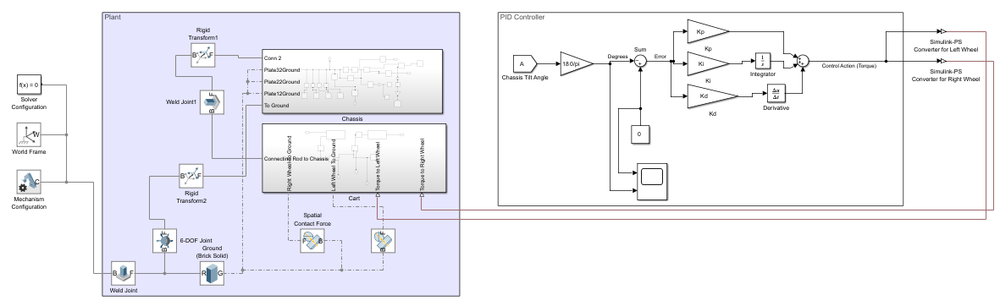 Plant
PID Controller
Rigid
Transform1
B
F
Conn 2
Plate32Ground
Plate22Ground
Plate12Ground
To Ground
Chassis
f(x) = 0
Solver
Configuration
Weld Joint1
F
B
W
World Frame
C
Mechanism
Configuration
Connecting Rod to Chassis
Right Wheel To Ground
Left Wheel To Ground
Torque to Left Wheel
Torque to Right Wheel
Cart
B
F
Rigid
Transform2
Spatial
Contact Force
F
B
F
B
F
B
6-DOF Joint
Ground
(Brick Solid)
R
G
B
F
Weld Joint
A
Chassis Tilt Angle
180/pi
Degrees
Sum
Error
0
Kp
Kp
Ki
Ki
Kd
Kd
1
s
Integrator
Δu
Δt
Derivative
Control Action (Torque)
Simulink-PS
Converter for Left Wheel
Simulink-PS
Converter for Right Wheel